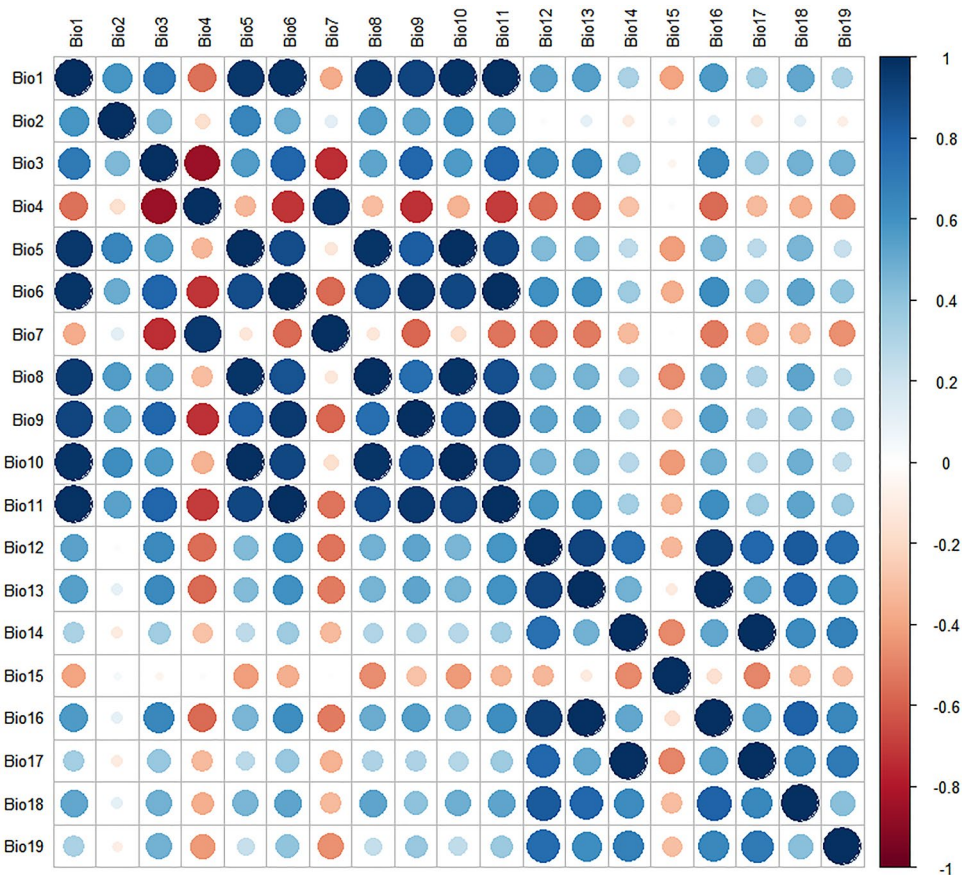 Bio1 Bio2 Bio3 Bio4 Bio5 Bio6 Bio7 Bio8 Bio9 Bio10 Bio11 Bio12 Bio13 Bio14 Bio15 Bio16 Bio17 Bio18 Bio19
1
Bio1
Bio2
0.8
Bio3
Bio4
0.6
Bio5
Bio6
0.4
Bio7
Bio8
0.2
Bio9
Bio10
0
Bio11
Bio12
-0.2
Bio13
Bio14
-0.4
Bio15
Bio16
-0.6
Bio17
Bio18
-0.8
Bio19
-1